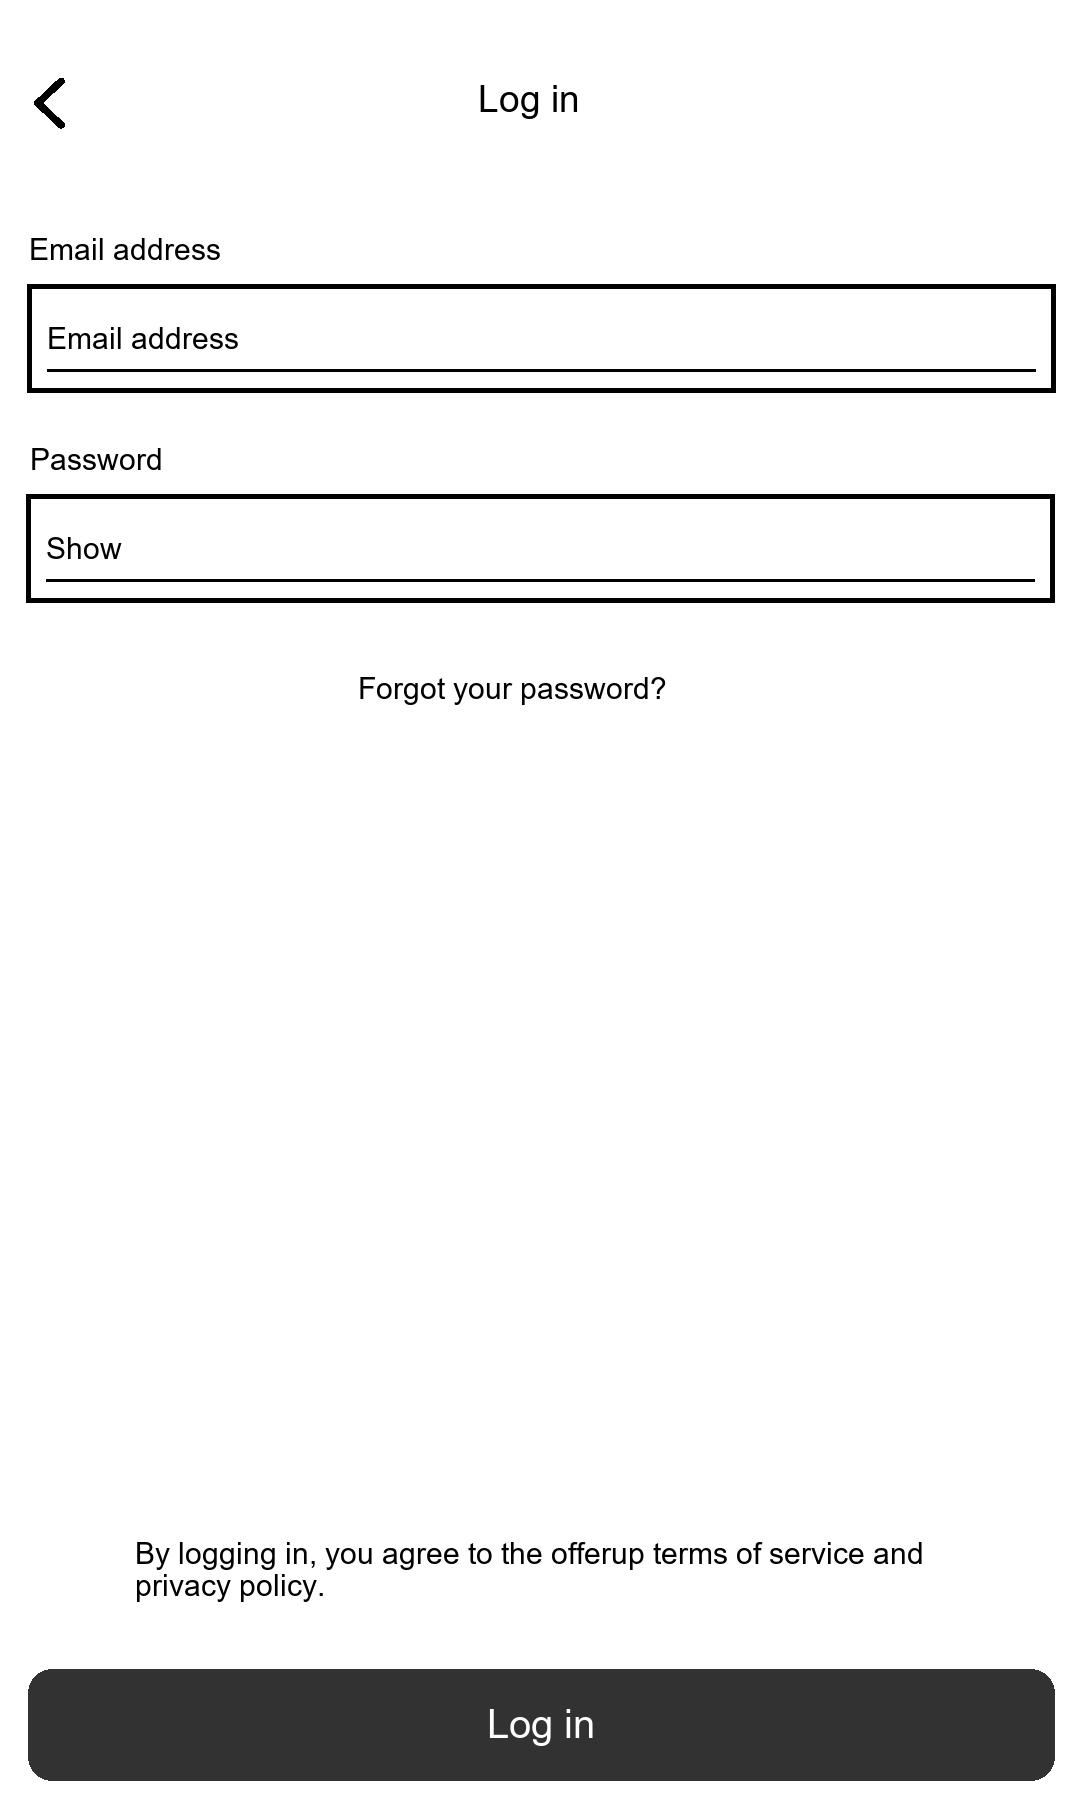 Log in
Email address
Email address
Password
Show
Forgot your password?
By logging in, you agree to the offerup terms of service and
privacy policy.
Log in